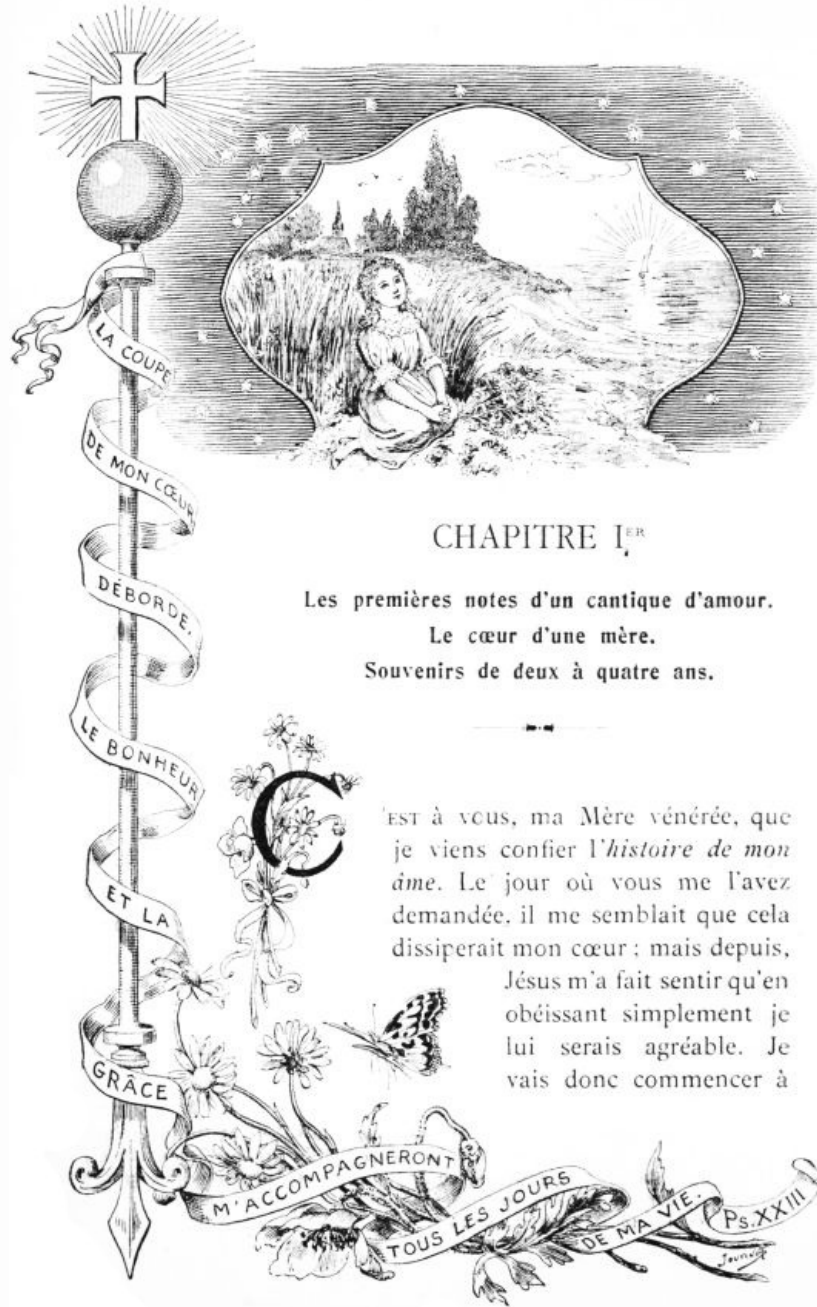 LA COUPE
DE MON CŒUR
DÉBORDE.
LE BONHEUR
ET LA
GRÂCE
M'ACCOMPAGNERONT
TOUS LES JOURS
DE MA VIE.
Ps. XXIII
CHAPITRE I.ER
Les premières notes d'un cantique d'amour.
Le cœur d'une mère.
Souvenirs de deux à quatre ans.
C'EST à vous, ma Mère vénérée, que
je viens confier l'histoire de mon
âme. Le jour où vous me l'avez
demandée, il me semblait que cela
dissiperait mon cœur ; mais depuis,
Jésus m'a fait sentir qu'en
obéissant simplement je
lui serais agréable. Je
vais donc commencer à